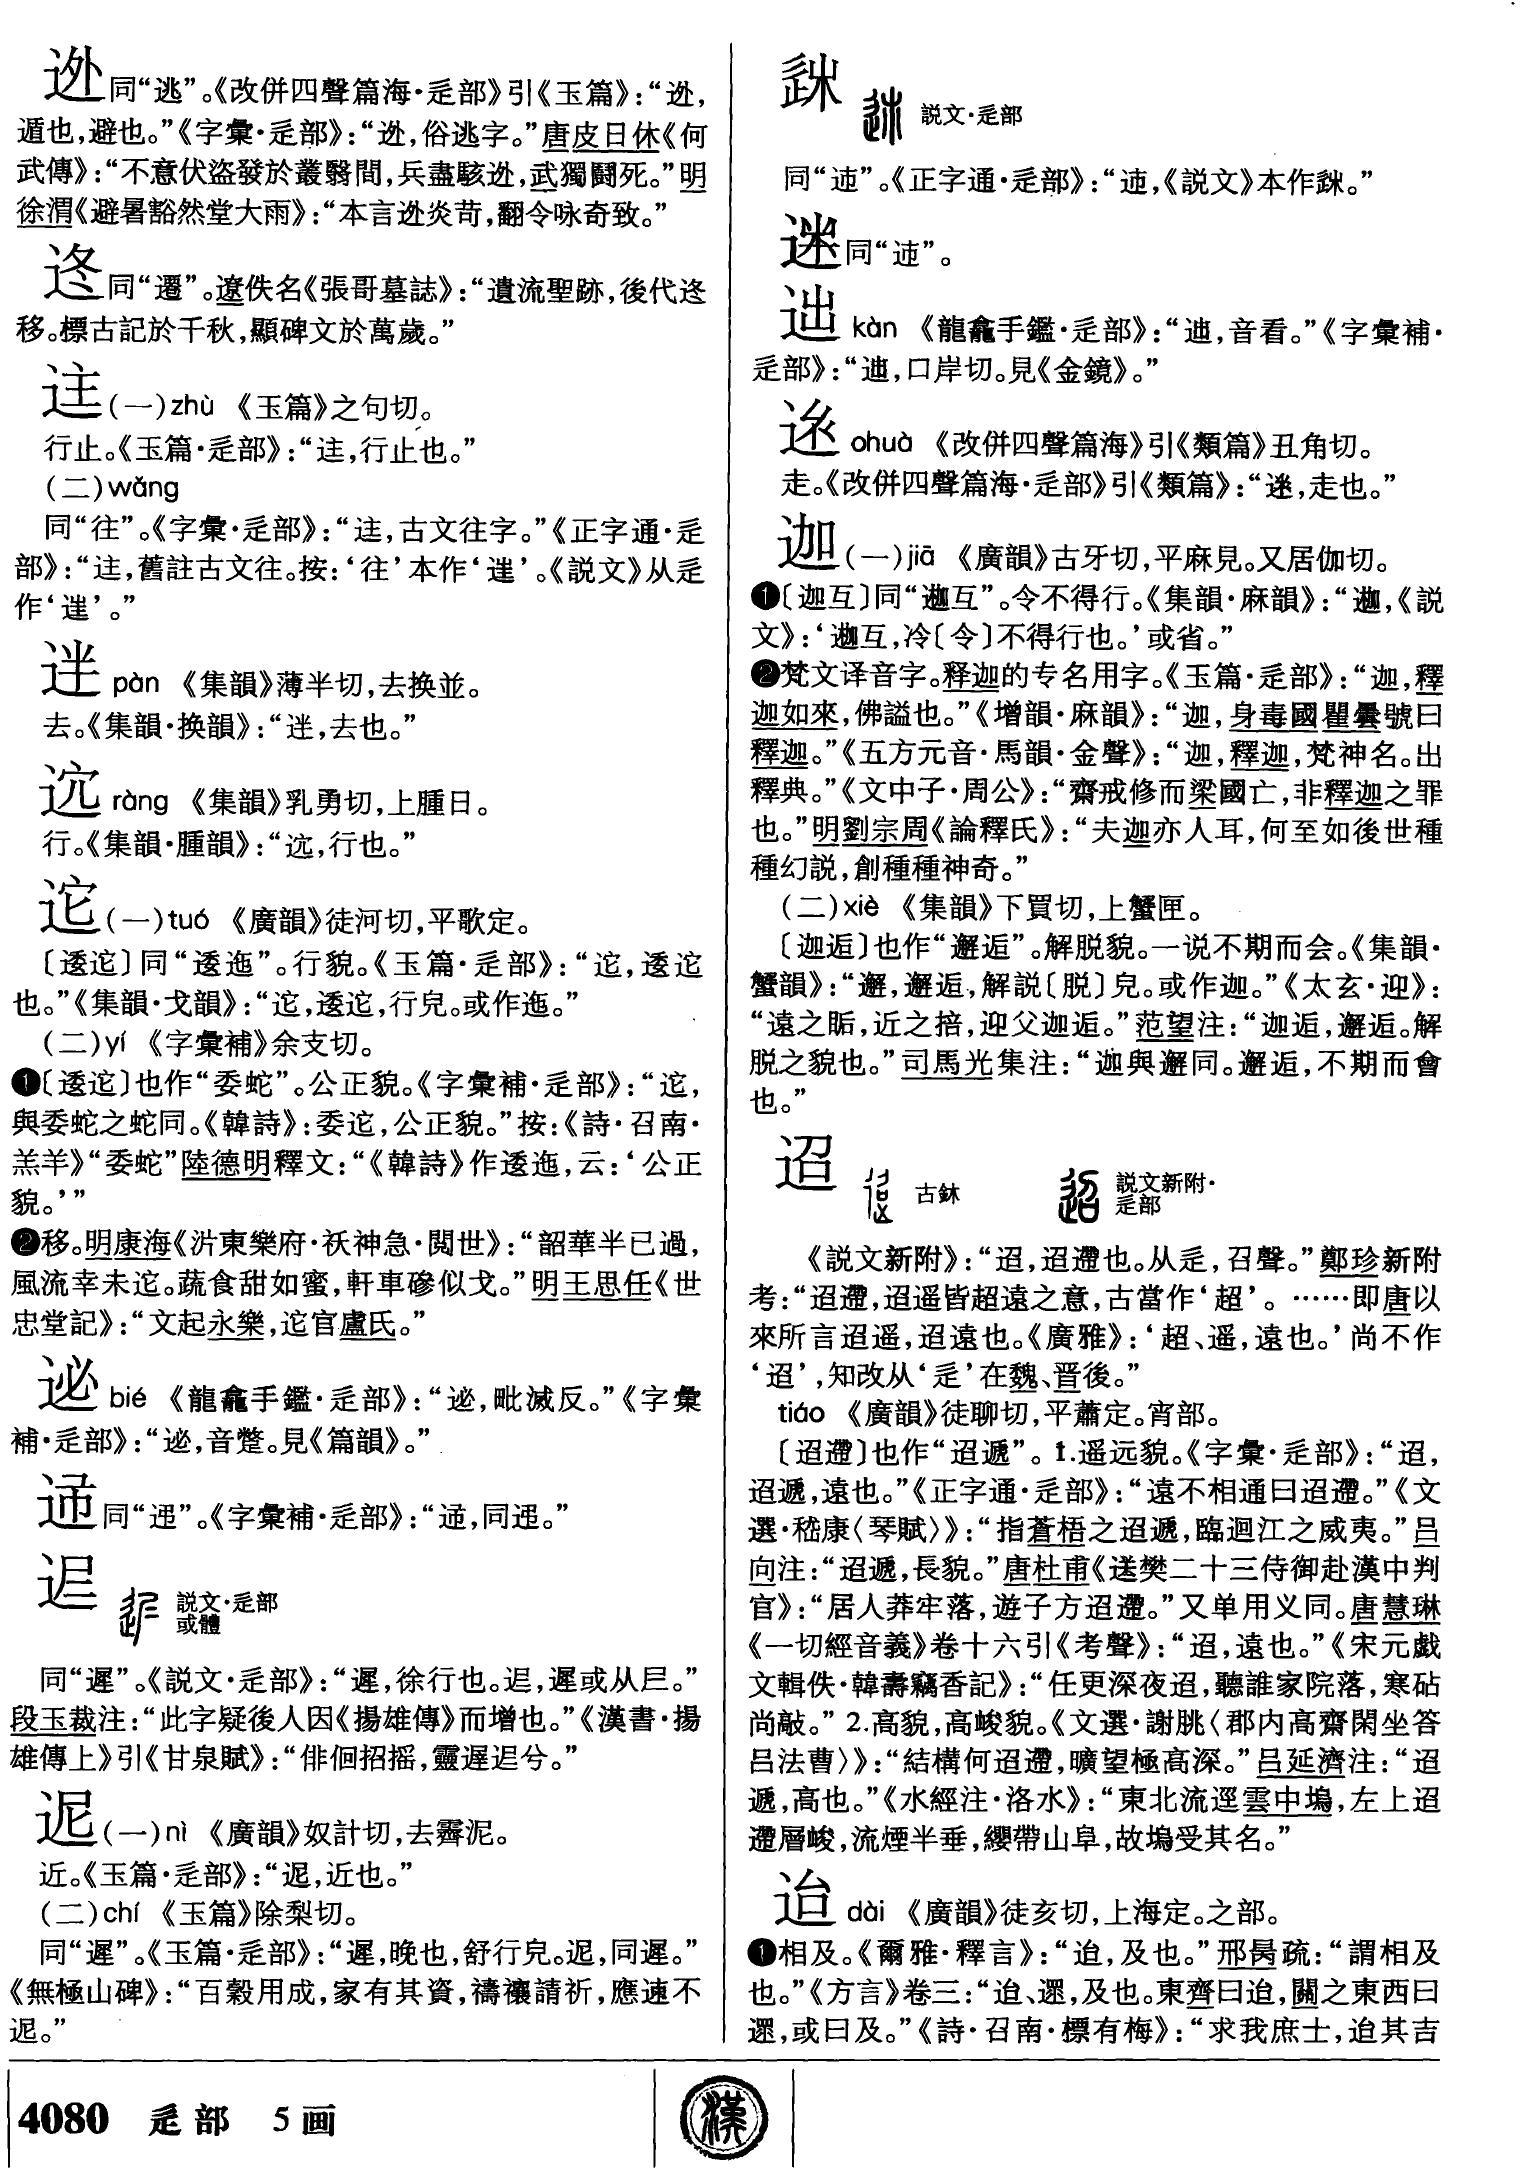 迯同“逃”。《改併四聲篇海·辵部》引《玉篇》：“迯，
遁也，避也。”《字彙·辵部》：“迯，俗逃字。”唐皮日休《何
武傳》：“不意伏盜發於叢翳間，兵盡駭迯，武獨鬭死。”明
徐渭《避暑豁然堂大雨》：“本言迯炎苛，翻令咏奇致。”
同“遷”。遼佚名《張哥墓誌》：“遺流聖跡，後代
移。標古記於千秋，顯碑文於萬歲。”
迬(一)zhù 《玉篇》之句切。
行止。《玉篇·辵部》：“迬，行止也。”
(二)wǎng
同“往”。《字彙·辵部》：“迬，古文往字。”《正字通·辵
部》：“迬，舊註古文往。按：‘往’本作‘’。《説文》从辵
作‘’。”
pàn 《集韻》薄半切，去换並。
去。《集韻·换韻》：“，去也。”
ràng 《集韻》乳勇切，上腫日。
行。《集韻·腫韻》：“，行也。”
迱(一)tuó 《廣韻》徒河切，平歌定。
〔逶迱〕同“逶迤”。行貌。《玉篇·辵部》：“迱，逶迱
也。”《集韻·戈韻》：“迱，逶迱，行皃。或作迤。”
(二)yí 《字彙補》余支切。
❶〔逶迱〕也作“委蛇”。公正貌。《字彙補·辵部》：“迱，
與委蛇之蛇同。《韓詩》：委迱，公正貌。”按：《詩·召南·
羔羊》“委蛇”陸德明釋文：“《韓詩》作逶迤，云：‘公正
貌。’”
❷移。明康海《沜東樂府·祆神急·閲世》：“韶華半已過，
風流幸未迱。蔬食甜如蜜，軒車磣似戈。”明王思任《世
忠堂記》：“文起永樂，迱官盧氏。”
bié 《龍龕手鑑·辵部》：“，毗滅反。”《字彙
補·辵部》：“，音蹩。見《篇韻》。”
同“”。《字彙補·辵部》：“，同。”
迡 説文·辵部
或體
同“遲”。《説文·辵部》：“遲，徐行也。，遲或从𡰥。”
段玉裁注：“此字疑後人因《揚雄傳》而增也。”《漢書·揚
雄傳上》引《甘泉賦》：“俳佪招摇，靈遟兮。”
迡(一)nì 《廣韻》奴計切，去霽泥。
近。《玉篇·辵部》：“迡，近也。”
(二)chí 《玉篇》除梨切。
同“遲”。《玉篇·辵部》：“遲，晚也，舒行皃。迡，同遲。”
《無極山碑》：“百穀用成，家有其資，禱禳請祈，應速不
迡。”
説文·辵部
同“迊”。《正字通·辵部》：“，《説文》本作。”
同“”。
kàn 《龍龕手鑑·辵部》：“，音看。”《字彙補·
辵部》：“，口岸切。見《金鏡》。”
ohuà 《改併四聲篇海》引《類篇》丑角切。
走。《改併四聲篇海·辵部》引《類篇》：“，走也。”
迦(一)jiā 《廣韻》古牙切，平麻見。又居伽切。
❶〔迦互〕同“互”。令不得行。《集韻·麻韻》：“，《説
文》：‘互，冷〔令〕不得行也。’或省。”
❷梵文译音字。释迦的专名用字。《玉篇·辵部》：“迦，釋
迦如來，佛謚也。”《增韻·麻韻》：“迦，身毒國瞿曇號曰
釋迦。”《五方元音·馬韻·金聲》：“迦，釋迦，梵神名。出
釋典。”《文中子·周公》：“齋戒修而梁國亡，非釋迦之罪
也。”明劉宗周《論釋氏》：“夫迦亦人耳，何至如後世種
種幻説，創種種神奇。”
(二)xiè 《集韻》下買切，上蟹匣。
〔迦逅〕也作“邂逅”。解脱貌。一说不期而会。《集韻·
蟹韻》：“邂，邂逅，解説〔脱〕皃。或作迦。”《太玄·迎》：
“遠之䀜，近之掊，迎父迦逅。”范望注：“迦逅，邂逅。解
脱之貌也。”司馬光集注：“迦與邂同。邂逅，不期而會
也。”
迢 古鉢 説文新附·
辵部
《説文新附》：“迢，迢遰也。从辵，召聲。”鄭珍新附
考：“迢遰，迢遥皆超遠之意，古當作‘超’。……即唐以
來所言迢遥，迢遠也。《廣雅》：‘超、遥，遠也。’尚不作
‘迢’，知改从‘辵’在魏、晋後。”
tiáo 《廣韻》徒聊切，平蕭定。宵部。
〔迢遰〕也作“迢遞”。1.遥远貌。《字彙·辵部》：“迢，
迢遞，遠也。”《正字通·辵部》：“遠不相通曰迢遰。”《文
選·嵇康〈琴賦〉》：“指蒼梧之迢遞，臨迴江之威夷。”吕
向注：“迢遞，長貌。”唐杜甫《送樊二十三侍御赴漢中判
官》：“居人莽牢落，遊子方迢遰。”又单用义同。唐慧琳
《一切經音義》卷十六引《考聲》：“迢，遠也。”《宋元戲
文輯佚·韓壽竊香記》：“任更深夜迢，聽誰家院落，寒砧
尚敲。”2.高貌，高峻貌。《文選·謝朓〈郡内高齋閑坐答
吕法曹〉》：“結構何迢遰，曠望極高深。”吕延濟注：“迢
遞，高也。”《水經注·洛水》：“東北流逕雲中塢，左上迢
遰層峻，流煙半垂，纓帶山阜，故塢受其名。”
迨 dài 《廣韻》徒亥切，上海定。之部。
❶相及。《爾雅·釋言》：“迨，及也。”邢昺疏：“謂相及
也。”《方言》卷三：“迨、遝，及也。東齊曰迨，關之東西曰
遝，或曰及。”《詩·召南·摽有梅》：“求我庶士，迨其吉
4080 辵部 5画
漢